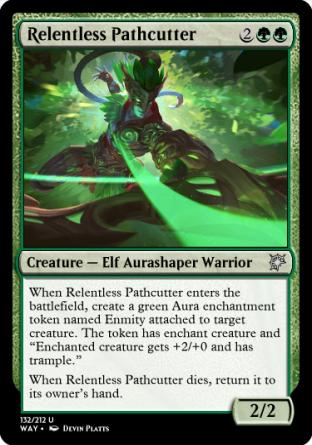 Relentless Pathcutter 2
Creature — Elf Aurashaper Warrior
When Relentless Pathcutter enters the
battlefield, create a green Aura enchantment
token named Enmity attached to target
creature. The token has enchant creature and
“Enchanted creature gets +2/+0 and has
trample.”
When Relentless Pathcutter dies, return it to
its owner's hand.
2/2
132/212 U
WAY • Devin Platts